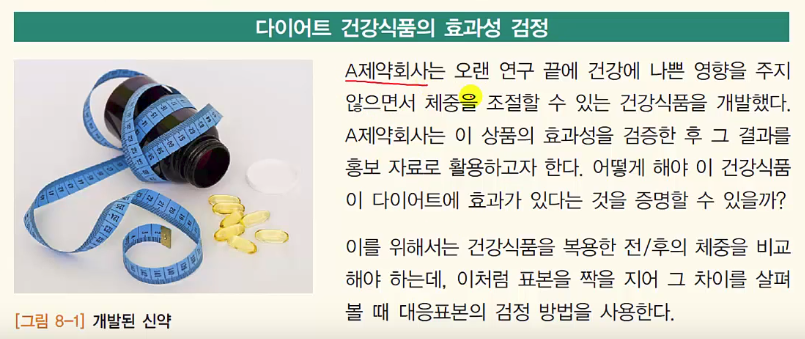 다이어트 건강식품의 효과성 검정
A제약회사는 오랜 연구 끝에 건강에 나쁜 영향을 주지
않으면서 체중을 조절할 수 있는 건강식품을 개발했다.
A제약회사는 이 상품의 효과성을 검증한 후 그 결과를
홍보 자료로 활용하고자 한다. 어떻게 해야 이 건강식품
이 다이어트에 효과가 있다는 것을 증명할 수 있을까?
이를 위해서는 건강식품을 복용한 전/후의 체중을 비교
해야 하는데, 이처럼 표본을 짝을 지어 그 차이를 살펴
볼 때 대응표본의 검정 방법을 사용한다.
[그림 8-1] 개발된 신약